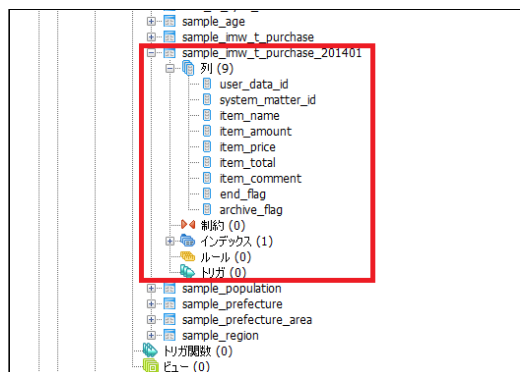 sample_age
sample_imw_t_purchase
sample_imw_t_purchase_201401
列 (9)
user_data_id
system_matter_id
item_name
item_amount
item_price
item_total
item_comment
end_flag
archive_flag
制約 (0)
インデックス (1)
ルール (0)
トリガ (0)
sample_population
sample_prefecture
sample_prefecture_area
sample_region
トリガ関数 (0)
ビュー (0)